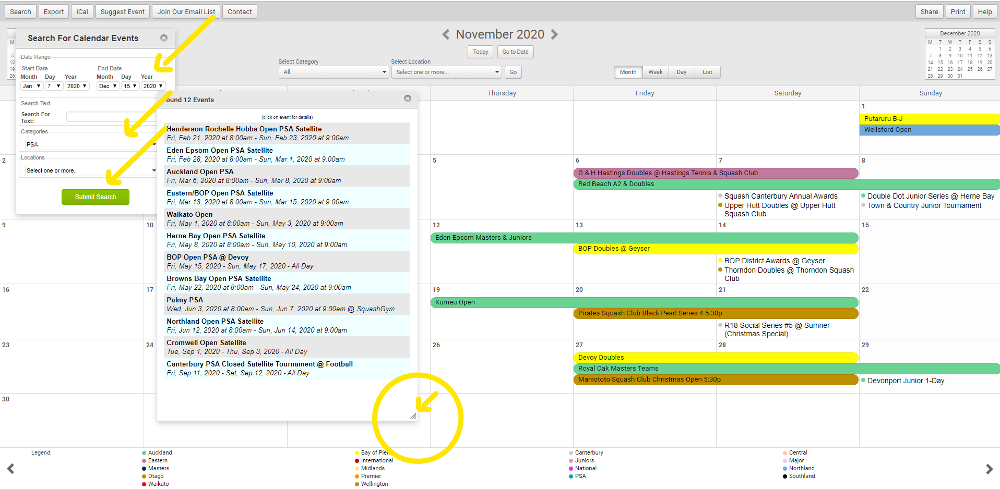 Search Export iCal Suggest Event Join Our Email List Contact Share Print Help
Search For Calendar Events
Date Range
Start Date End Date
Month Day Year Month Day Year
Jan 7 2020 Dec 15 2020
Search Text
Search For
Text:
Categories
PSA
Locations
Select one or more..
Submit Search
M
5
12
19
26
November 2020
Today Go to Date
Select Category Select Location
All Select one or more... Go
Month Week Day List
December 2020
M T W T F S S
1 2 3 4 5 6
7 8 9 10 11 12 13
14 15 16 17 18 19 20
21 22 23 24 25 26 27
28 29 30 31
ound 12 Events
(click on event for details)
Henderson Rochelle Hobbs Open PSA Satellite
Fri, Feb 21, 2020 at 8:00am - Sun, Feb 23, 2020 at 9:00am
Eden Epsom Open PSA Satellite
Fri, Feb 28, 2020 at 8:00am - Sun, Mar 1, 2020 at 9:00am
Auckland Open PSA
Fri, Mar 6, 2020 at 8:00am - Sun, Mar 8, 2020 at 9:00am
Eastern/BOP Open PSA Satellite
Fri, Mar 13, 2020 at 8:00am - Sun, Mar 15, 2020 at 9:00am
Waikato Open
Fri, May 1, 2020 at 8:00am - Sun, May 3, 2020 at 9:00am
Herne Bay Open PSA Satellite
Fri, May 8, 2020 at 8:00am - Sun, May 10, 2020 at 9:00am
BOP Open PSA @ Devoy
Fri, May 15, 2020 - Sun, May 17, 2020 - All Day
Browns Bay Open PSA Satellite
Fri, May 22, 2020 at 8:00am - Sun, May 24, 2020 at 9:00am
Palmy PSA
Wed, Jun 3, 2020 at 8:00am - Sun, Jun 7, 2020 at 9:00am @ SquashGym
Northland Open PSA Satellite
Fri, Jun 12, 2020 at 8:00am - Sun, Jun 14, 2020 at 9:00am
Cromwell Open Satellite
Tue, Sep 1, 2020 - Thu, Sep 3, 2020 - All Day
Canterbury PSA Closed Satellite Tournament @ Football
Fri, Sep 11, 2020 - Sat, Sep 12, 2020 - All Day
Thursday Friday Saturday Sunday
1
Putaruru B-J
Wellsford Open
2 5 6 7 8
G & H Hastings Doubles @ Hastings Tennis & Squash Club
Red Beach A2 & Doubles
Squash Canterbury Annual Awards
Upper Hutt Doubles @ Upper Hutt
Squash Club
Double Dot Junior Series @ Herne Bay
Town & Country Junior Tournament
9 10 12 13 14 15
Eden Epsom Masters & Juniors
BOP Doubles @ Geyser
BOP District Awards @ Geyser
Thorndon Doubles @ Thorndon Squash
Club
16 17 19 20 21 22
Kumeu Open
Pirates Squash Club Black Pearl Series 4 5:30p
R18 Social Series #5 @ Sumner
(Christmas Special)
23 24 26 27 28 29
Devoy Doubles
Royal Oak Masters Teams
Maniototo Squash Club Christmas Open 5:30p
Devonport Junior 1-Day
30
Legend:
Auckland
Eastern
Masters
Otago
Waikato
Bay of Plen
International
Midlands
Premier
Wellington
Canterbury
Juniors
National
PSA
Central
Major
Northland
Southland